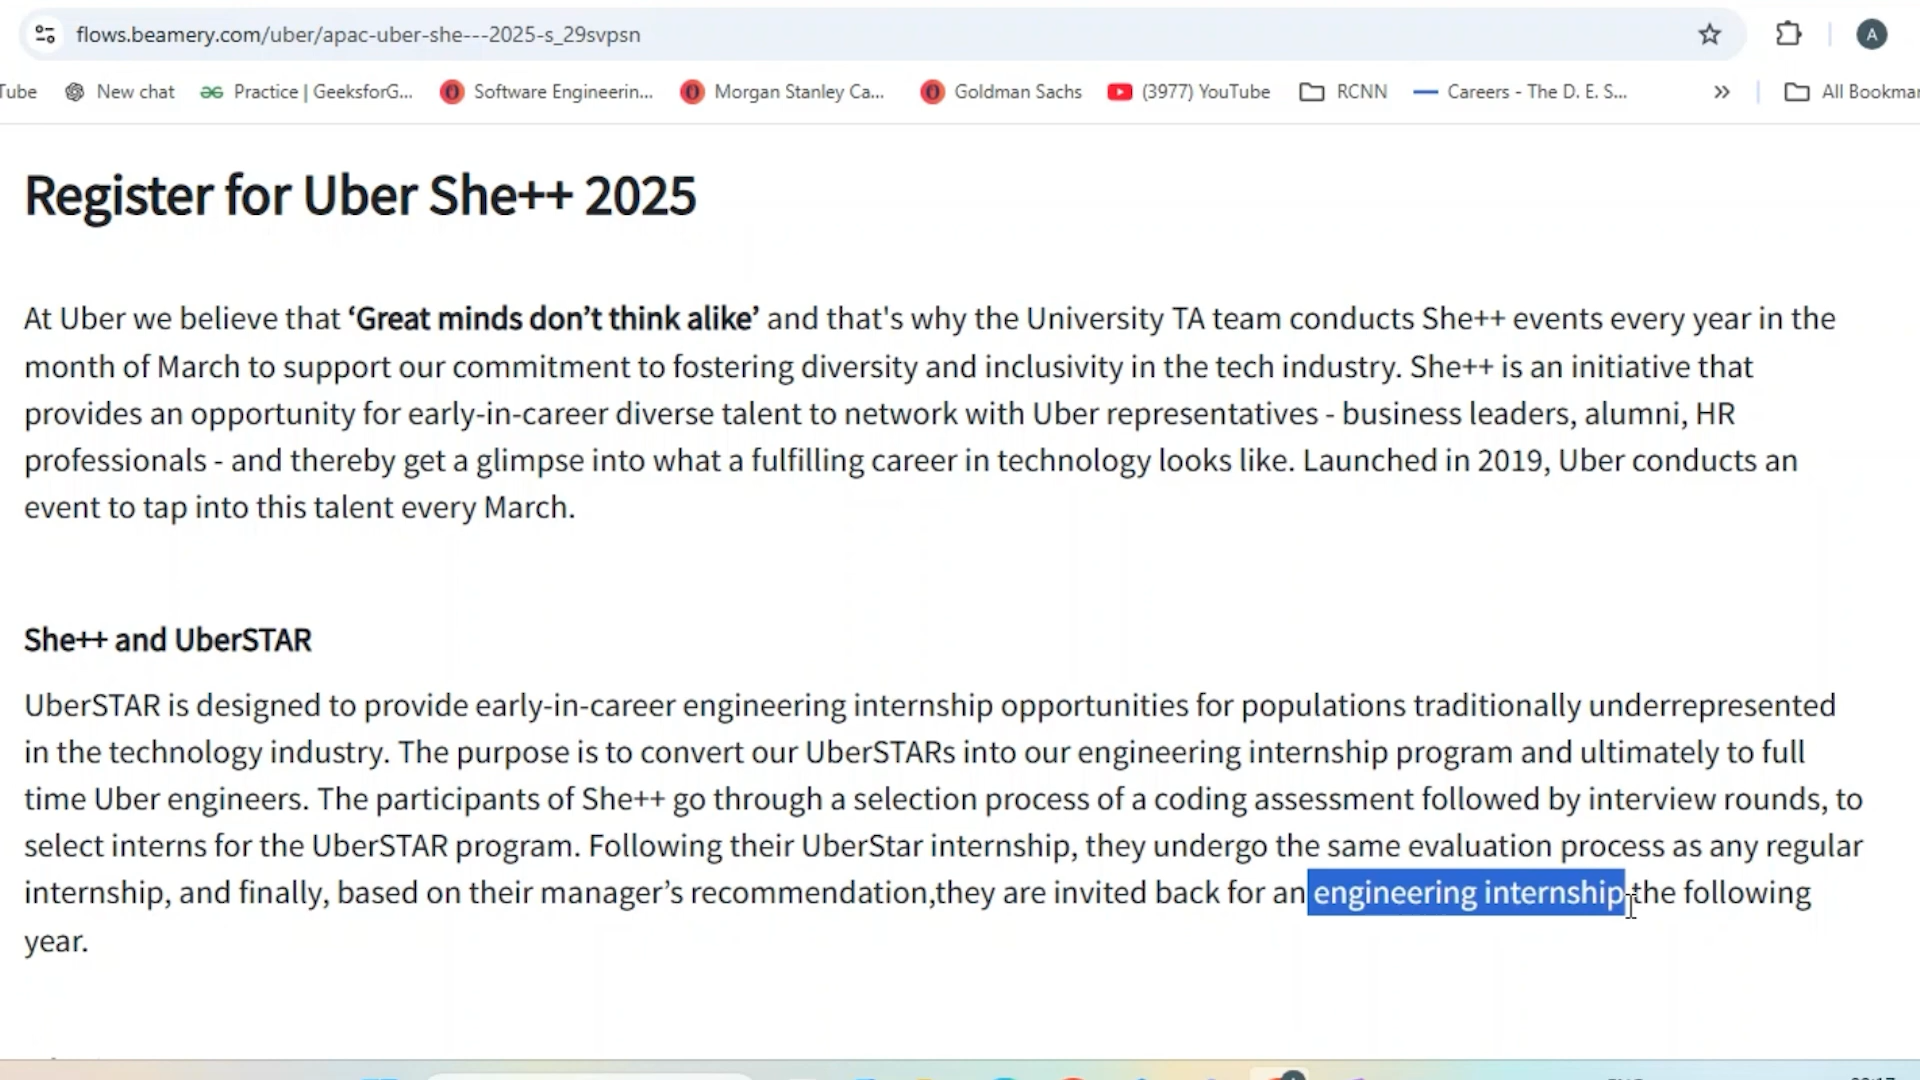 flows.beamery.com/uber/apac-uber-she---2025-s_29svpsn
A
Tube New chat Practice | GeeksforG... Software Engineerin... Morgan Stanley Ca... Goldman Sachs (3977) YouTube RCNN Careers - The D. E. S... » All Bookmar
Register for Uber She++ 2025
At Uber we believe that ‘Great minds don’t think alike’ and that's why the University TA team conducts She++ events every year in the
month of March to support our commitment to fostering diversity and inclusivity in the tech industry. She++ is an initiative that
provides an opportunity for early-in-career diverse talent to network with Uber representatives - business leaders, alumni, HR
professionals - and thereby get a glimpse into what a fulfilling career in technology looks like. Launched in 2019, Uber conducts an
event to tap into this talent every March.
She++ and UberSTAR
UberSTAR is designed to provide early-in-career engineering internship opportunities for populations traditionally underrepresented
in the technology industry. The purpose is to convert our UberSTARs into our engineering internship program and ultimately to full
time Uber engineers. The participants of She++ go through a selection process of a coding assessment followed by interview rounds, to
select interns for the UberSTAR program. Following their UberStar internship, they undergo the same evaluation process as any regular
internship, and finally, based on their manager’s recommendation,they are invited back for an engineering internship the following
year.